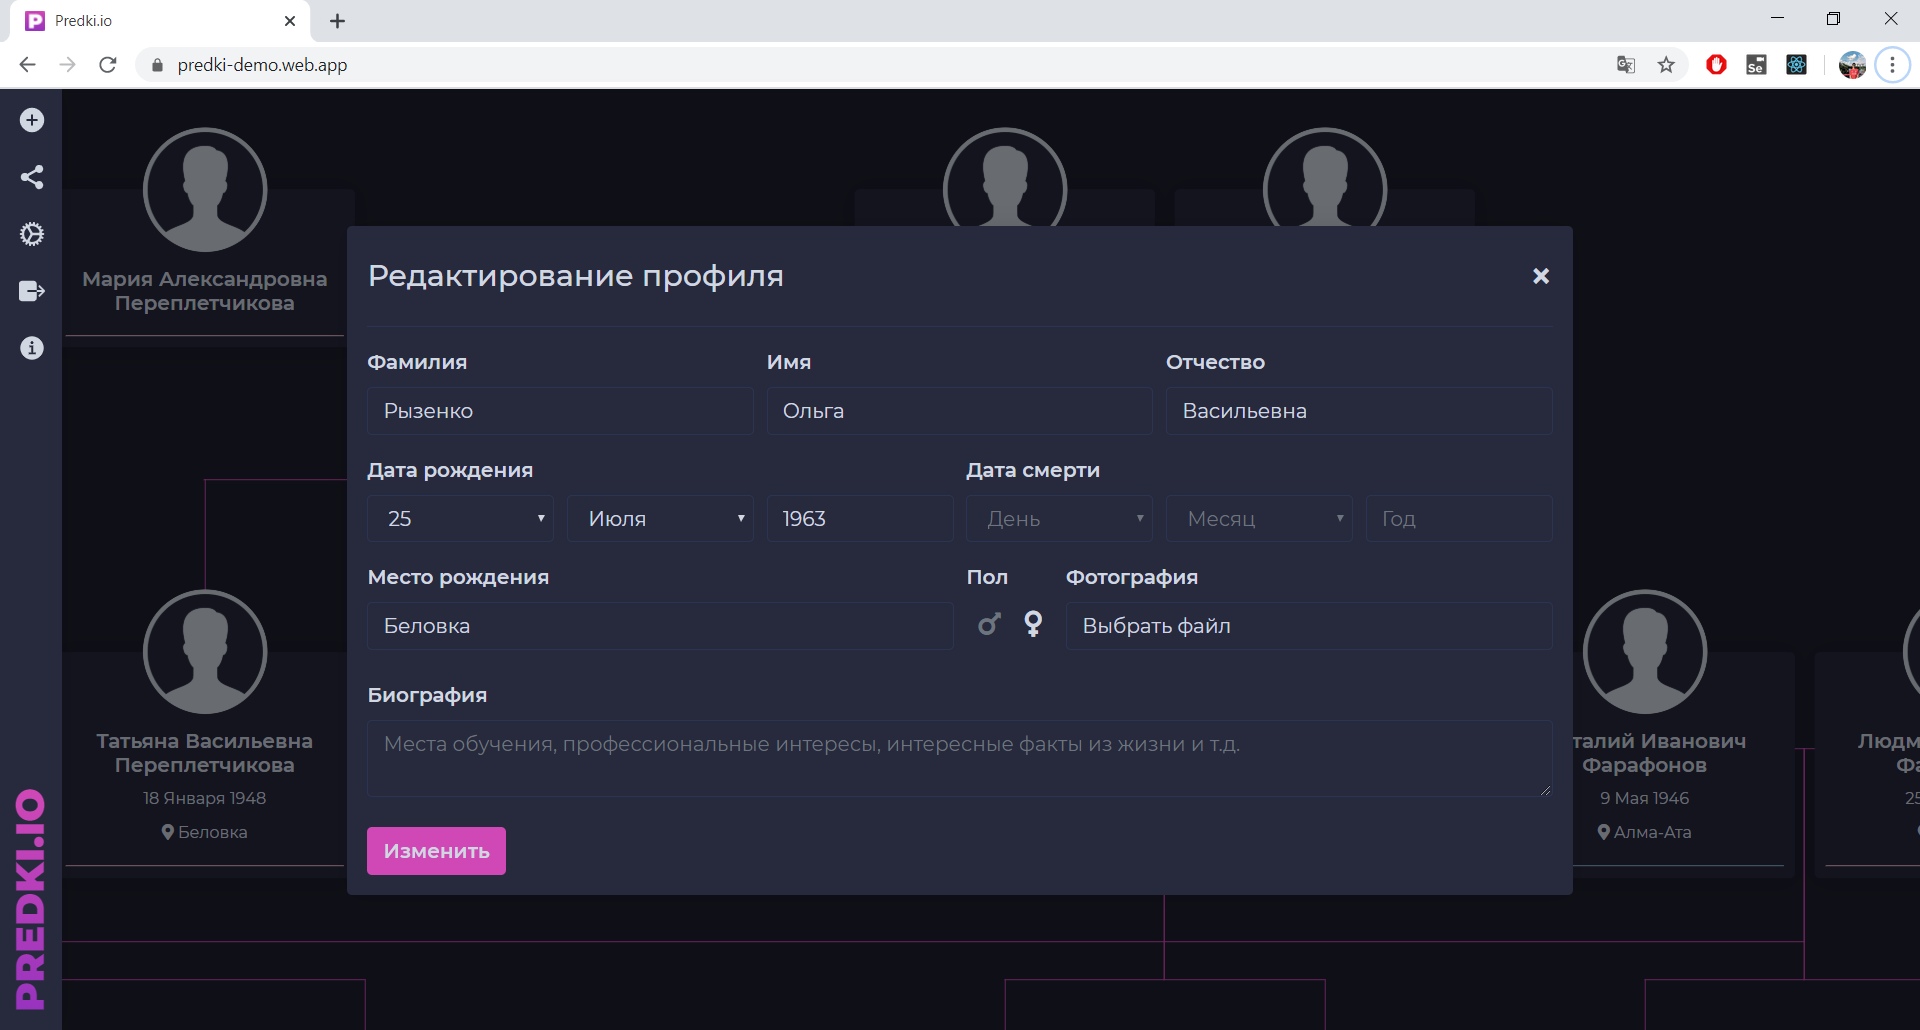 Predki.io
predki-demo.web.app
Мария Александровна
Переплетчикова
Редактирование профиля
Фамилия
Имя
Отчество
Рызенко
Ольга
Васильевна
Дата рождения
Дата смерти
25
Июля
1963
День
Месяц
Год
Место рождения
Пол
Фотография
Беловка
Выбрать файл
Биография
Места обучения, профессиональные интересы, интересные факты из жизни и т.д.
Изменить
Татьяна Васильевна
Переплетчикова
18 Января 1948
Беловка
талий Иванович
Фарафонов
9 Мая 1946
Алма-Ата
Людм
Фа
25
PREDKI.IO